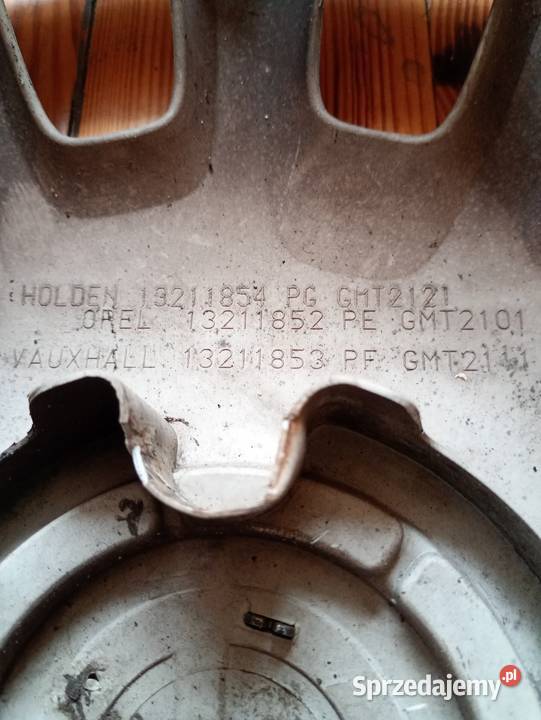 HOLDEN 13211854 PG GMT2121
OPEL 13211852 PE GMT2101
VAUXHALL 13211853 PF GMT2111
Sprzedajemy.pl